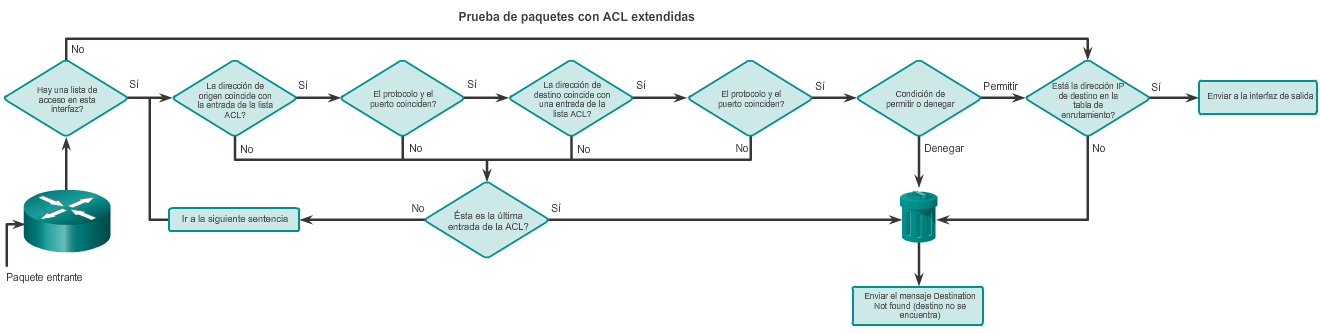 Prueba de paquetes con ACL extendidas
No
Hay una lista de
acceso en esta
interfaz?
Sí
La dirección de
origen coincide con
la entrada de la lista
ACL?
Sí
El protocolo y el
puerto coinciden?
Sí
La dirección de
destino coincide con
una entrada de la
lista ACL?
Sí
El protocolo y el
puerto coinciden?
Sí
Condición de
permitir o denegar
Permitir
Está la dirección IP
de destino en la
tabla de
enrutamiento?
Sí
Enviar a la interfaz de salida
No
No
No
No
Denegar
No
Ir a la siguiente sentencia
No
Ésta es la última
entrada de la ACL?
Sí
Paquete entrante
Enviar el mensaje Destination
Not found (destino no se
encuentra)